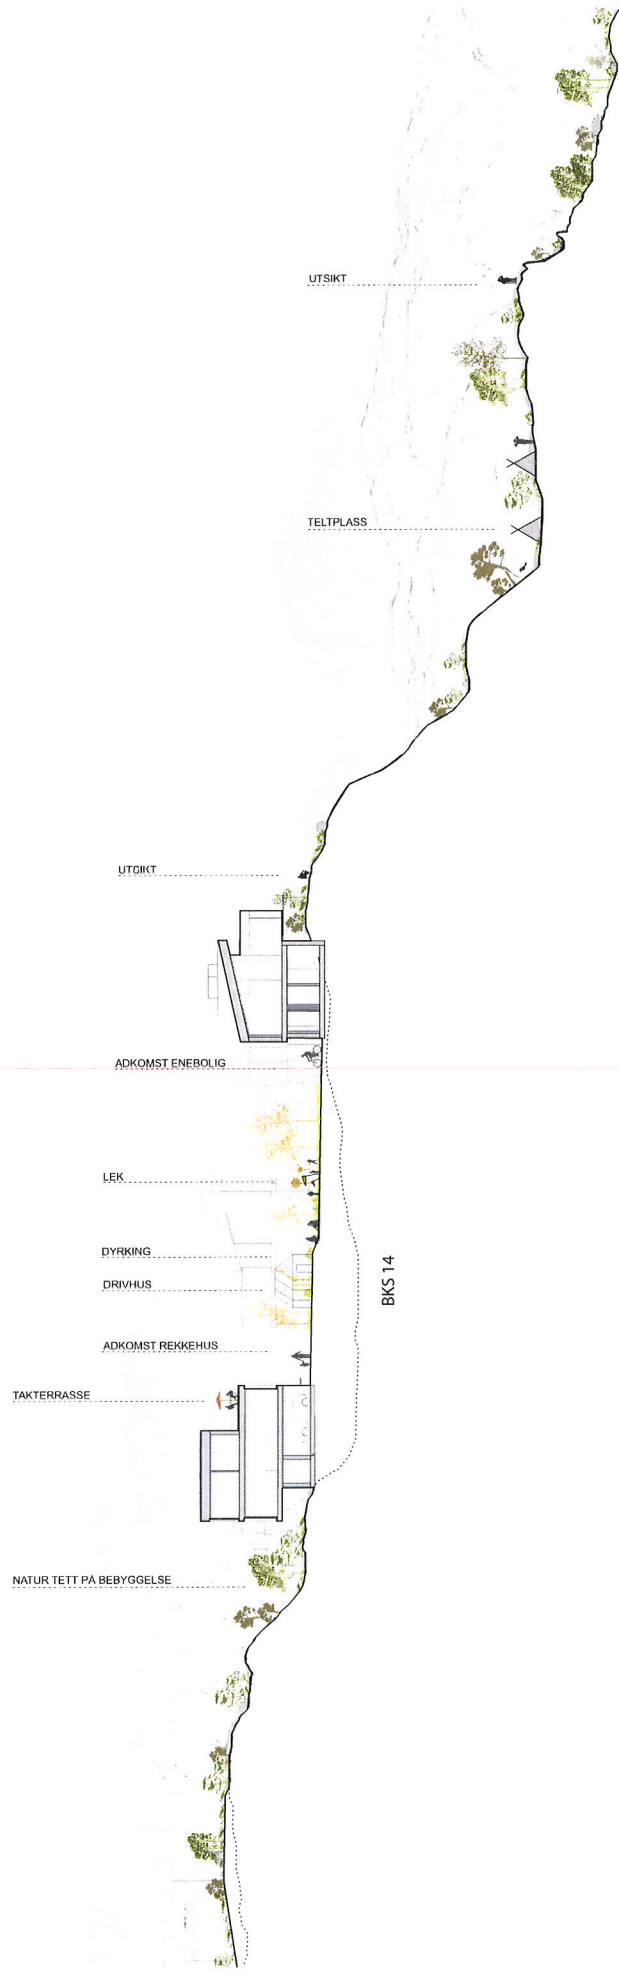 UTSIKT
TELTPLASS
UTSIKT
ADKOMST ENEBOLIG
LEK
DYRKING
DRIVHUS
BKS 14
ADKOMST REKKEHUS
TAKTERRASSE
NATUR TETT PÅ BEBYGGELSE